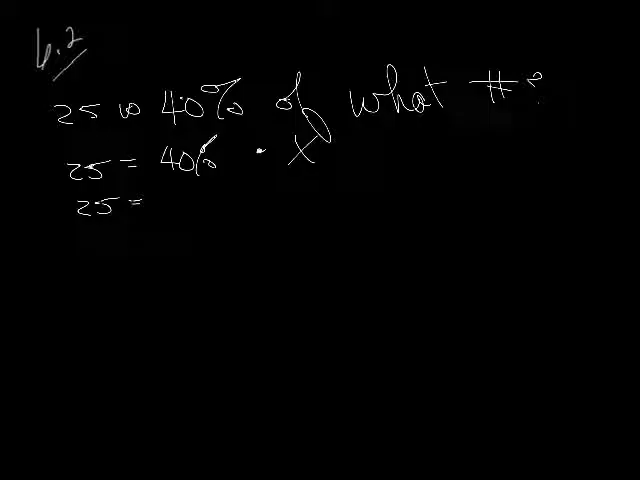 6.2
25 is 40% of what #?
25 = 40% · x
25 =